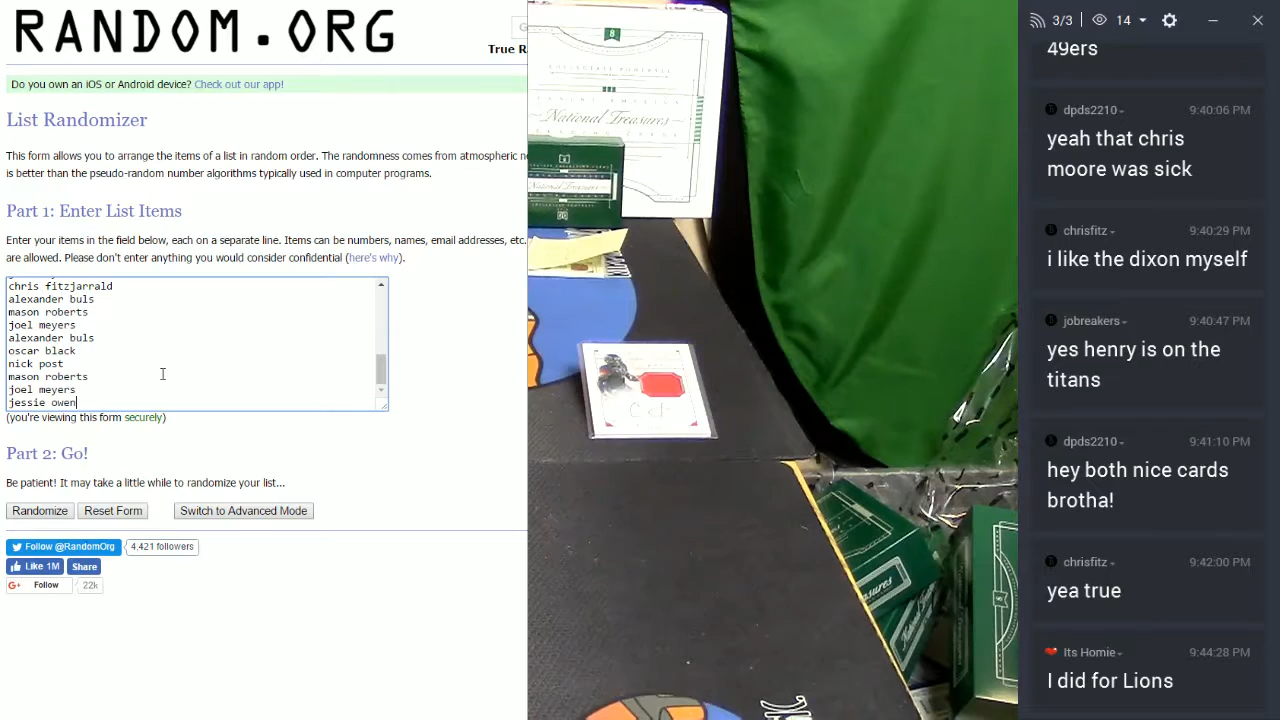 RANDOM.ORG
True R
Do you own an iOS or Android device? Check out our app!
List Randomizer
This form allows you to arrange the items of a list in random order. The randomness comes from atmospheric n
is better than the pseudo-random number algorithms typically used in computer programs.
Part 1: Enter List Items
Enter your items in the field below, each on a separate line. Items can be numbers, names, email addresses, etc.
are allowed. Please don't enter anything you would consider confidential (here's why).
chris fitzjarrald
alexander buls
mason roberts
joel meyers
alexander buls
oscar black
nick post
mason roberts
joel meyers
jessie owen
(you're viewing this form securely)
Part 2: Go!
Be patient! It may take a little while to randomize your list...
Randomize
Reset Form
Switch to Advanced Mode
Follow @RandomOrg
4,421 followers
Like 1M
Share
G+ Follow
22k
8
National Treasures
National Treasures
National Treasures
3/3
14
49ers
dpds2210 9:40:06 PM
yeah that chris
moore was sick
chrisfitz 9:40:29 PM
i like the dixon myself
jobreakers 9:40:47 PM
yes henry is on the
titans
dpds2210 9:41:10 PM
hey both nice cards
brotha!
chrisfitz 9:42:00 PM
yea true
Its Homie 9:44:28 PM
I did for Lions